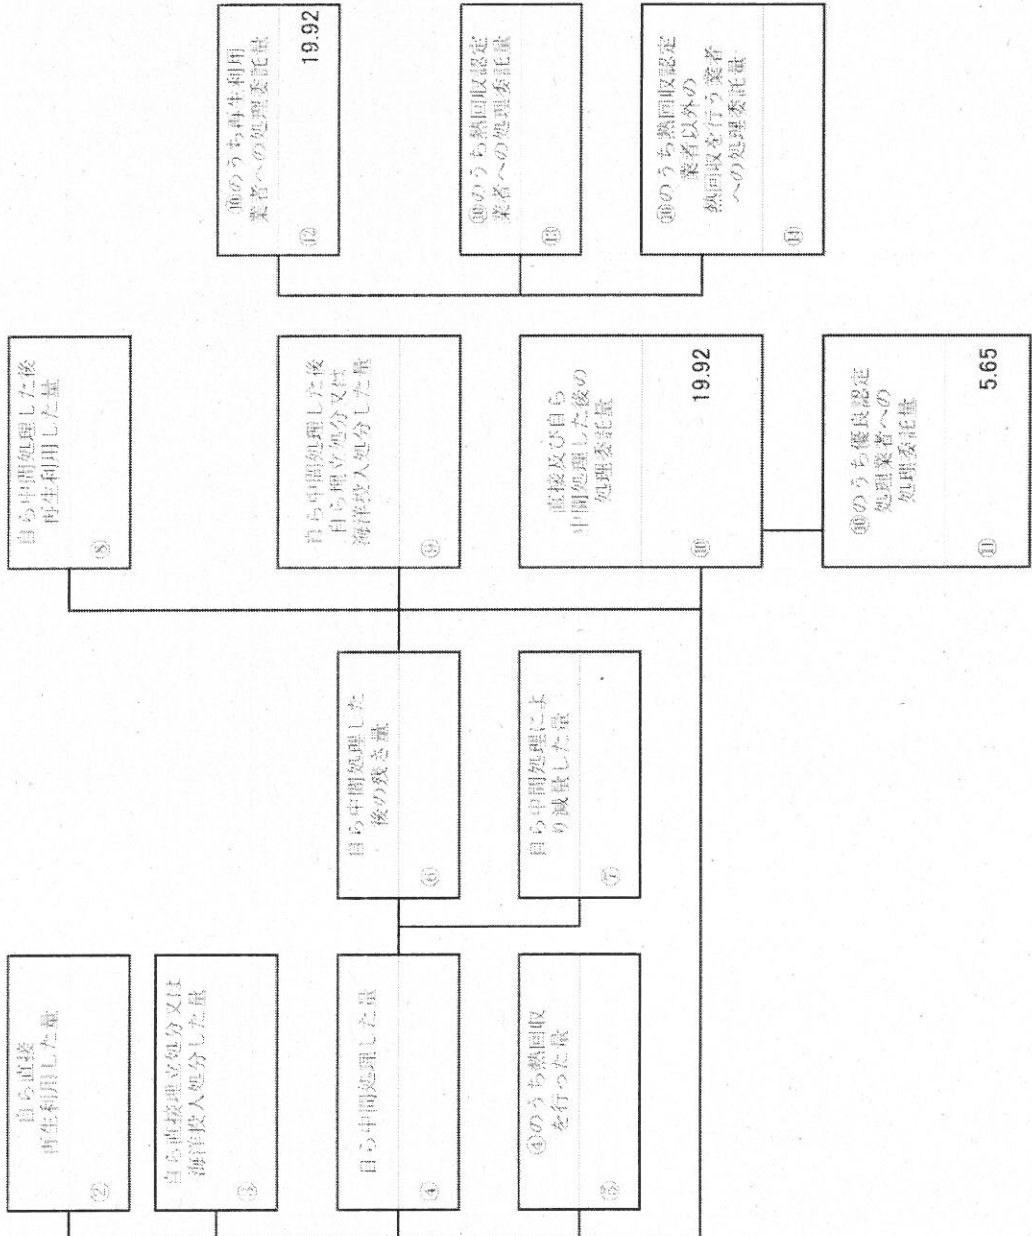 自ら直接
再生利用した量
②
自ら直接埋立処分又は
海洋投入処分した量
③
自ら中間処理した量
④
④のうち熱回収
を行った量
⑤
自ら中間処理した
後の残さ量
⑥
自ら中間処理によ
り減量した量
⑦
自ら中間処理した後
再生利用した量
⑧
自ら中間処理した後
自ら埋立処分又は
海洋投入処分した量
⑨
直接及び自ら
中間処理した後の
処理委託量
⑩
19.92
⑩のうち優良認定
処理業者への
処理委託量
⑪
5.65
⑩のうち再生利用
業者への処理委託量
⑫
19.92
⑩のうち熱回収認定
業者への処理委託量
⑬
⑩のうち熱回収認定
業者以外の
熱回収を行う業者
への処理委託量
⑭